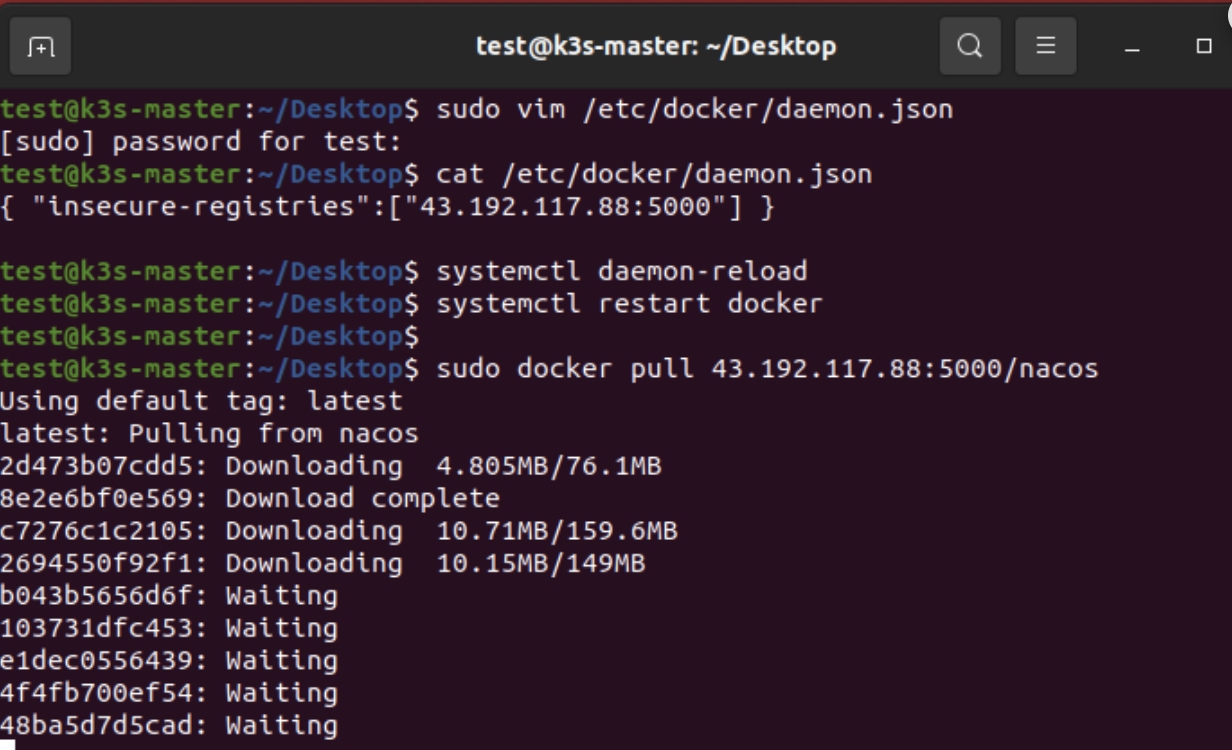 test@k3s-master: ~/Desktop
test@k3s-master:~/Desktop$ sudo vim /etc/docker/daemon.json
[sudo] password for test:
test@k3s-master:~/Desktop$ cat /etc/docker/daemon.json
{ "insecure-registries":["43.192.117.88:5000"] }
test@k3s-master:~/Desktop$ systemctl daemon-reload
test@k3s-master:~/Desktop$ systemctl restart docker
test@k3s-master:~/Desktop$
test@k3s-master:~/Desktop$ sudo docker pull 43.192.117.88:5000/nacos
Using default tag: latest
latest: Pulling from nacos
2d473b07cdd5: Downloading  4.805MB/76.1MB
8e2e6bf0e569: Download complete
c7276c1c2105: Downloading  10.71MB/159.6MB
2694550f92f1: Downloading  10.15MB/149MB
b043b5656d6f: Waiting
103731dfc453: Waiting
e1dec0556439: Waiting
4f4fb700ef54: Waiting
48ba5d7d5cad: Waiting